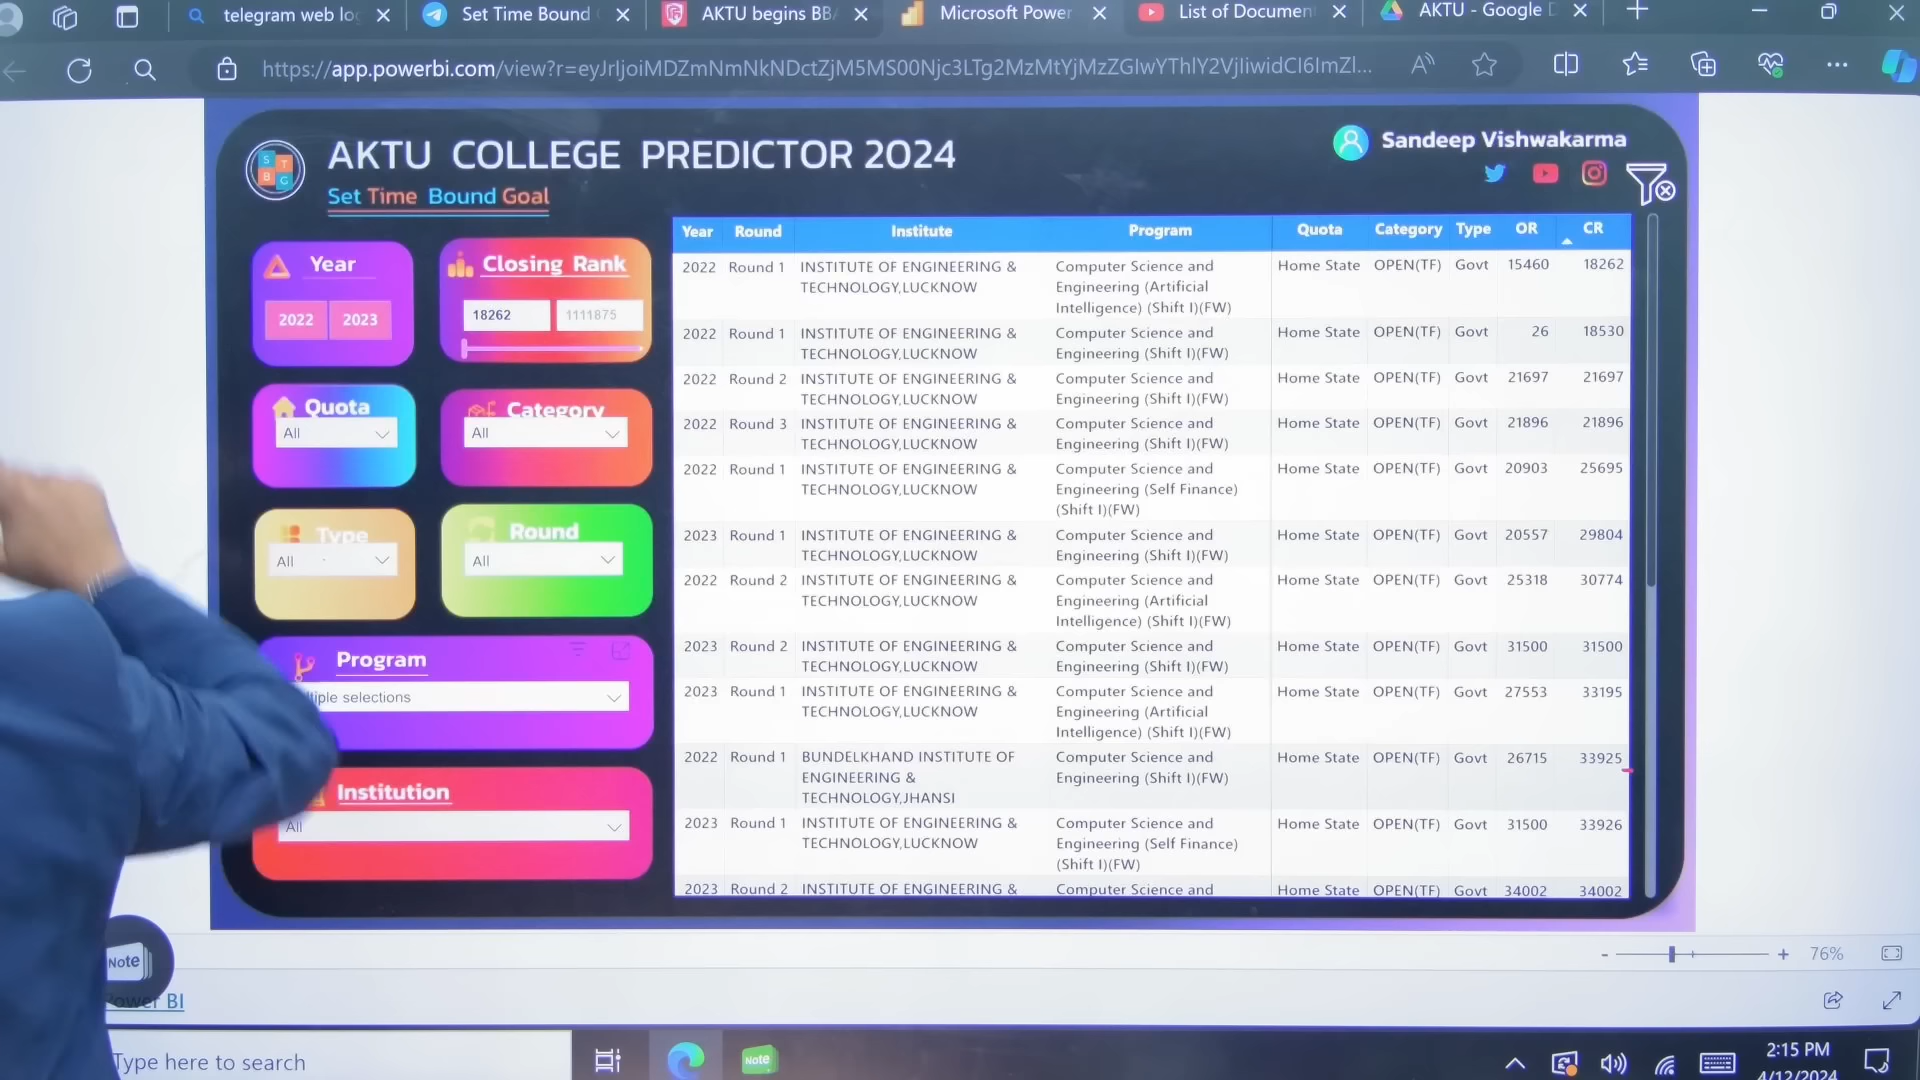 telegram web lo
Set Time Bound
AKTU begins BBA
Microsoft Power
List of Documen
AKTU - Google D
https://app.powerbi.com/view?r=
AKTU COLLEGE PREDICTOR 2024
Set Time Bound Goal
S T B G
Sandeep Vishwakarma
Year
2022 2023
Closing Rank
18262 1111875
Quota
All
Category
All
Type
All
Round
All
Program
tiple selections
Institution
All
Year Round Institute Program Quota Category Type OR CR
2022 Round 1 INSTITUTE OF ENGINEERING & Computer Science and Home State OPEN(TF) Govt 15460 18262
TECHNOLOGY,LUCKNOW Engineering (Artificial
Intelligence) (Shift I)(FW)
2022 Round 1 INSTITUTE OF ENGINEERING & Computer Science and Home State OPEN(TF) Govt 26 18530
TECHNOLOGY,LUCKNOW Engineering (Shift I)(FW)
2022 Round 2 INSTITUTE OF ENGINEERING & Computer Science and Home State OPEN(TF) Govt 21697 21697
TECHNOLOGY,LUCKNOW Engineering (Shift I)(FW)
2022 Round 3 INSTITUTE OF ENGINEERING & Computer Science and Home State OPEN(TF) Govt 21896 21896
TECHNOLOGY,LUCKNOW Engineering (Shift I)(FW)
2022 Round 1 INSTITUTE OF ENGINEERING & Computer Science and Home State OPEN(TF) Govt 20903 25695
TECHNOLOGY,LUCKNOW Engineering (Self Finance)
(Shift I)(FW)
2023 Round 1 INSTITUTE OF ENGINEERING & Computer Science and Home State OPEN(TF) Govt 20557 29804
TECHNOLOGY,LUCKNOW Engineering (Shift I)(FW)
2022 Round 2 INSTITUTE OF ENGINEERING & Computer Science and Home State OPEN(TF) Govt 25318 30774
TECHNOLOGY,LUCKNOW Engineering (Artificial
Intelligence) (Shift I)(FW)
2023 Round 2 INSTITUTE OF ENGINEERING & Computer Science and Home State OPEN(TF) Govt 31500 31500
TECHNOLOGY,LUCKNOW Engineering (Shift I)(FW)
2023 Round 1 INSTITUTE OF ENGINEERING & Computer Science and Home State OPEN(TF) Govt 27553 33195
TECHNOLOGY,LUCKNOW Engineering (Artificial
Intelligence) (Shift I)(FW)
2022 Round 1 BUNDELKHAND INSTITUTE OF Computer Science and Home State OPEN(TF) Govt 26715 33925
ENGINEERING & Engineering (Shift I)(FW)
TECHNOLOGY,JHANSI
2023 Round 1 INSTITUTE OF ENGINEERING & Computer Science and Home State OPEN(TF) Govt 31500 33926
TECHNOLOGY,LUCKNOW Engineering (Self Finance)
(Shift I)(FW)
2023 Round 2 INSTITUTE OF ENGINEERING & Computer Science and Home State OPEN(TF) Govt 34002 34002
- + 76%
Note
Power BI
Type here to search
Note
2:15 PM
4/12/2024